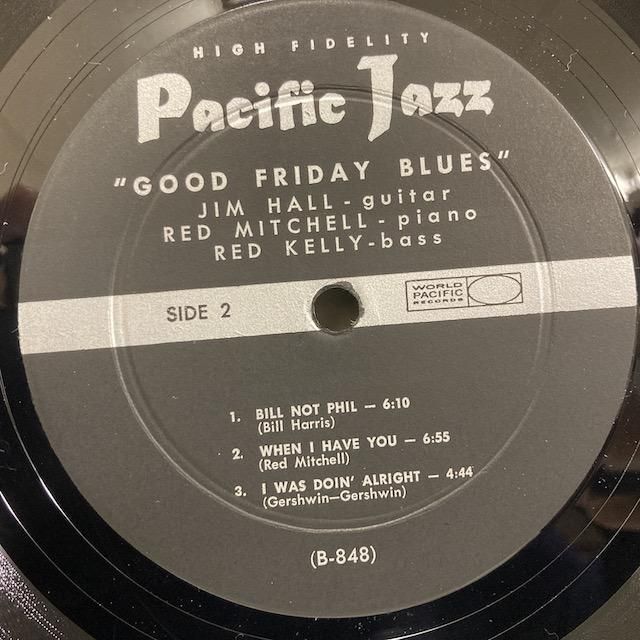 HIGH FIDELITY
Pacific Jazz
"GOOD FRIDAY BLUES"
JIM HALL - guitar
RED MITCHELL - piano
RED KELLY-bass
SIDE 2
WORLD
PACIFIC
RECORDS
1. BILL NOT PHIL — 6:10
(Bill Harris)
2. WHEN I HAVE YOU — 6:55
(Red Mitchell)
3. I WAS DOIN' ALRIGHT — 4:44
(Gershwin—Gershwin)
(B-848)